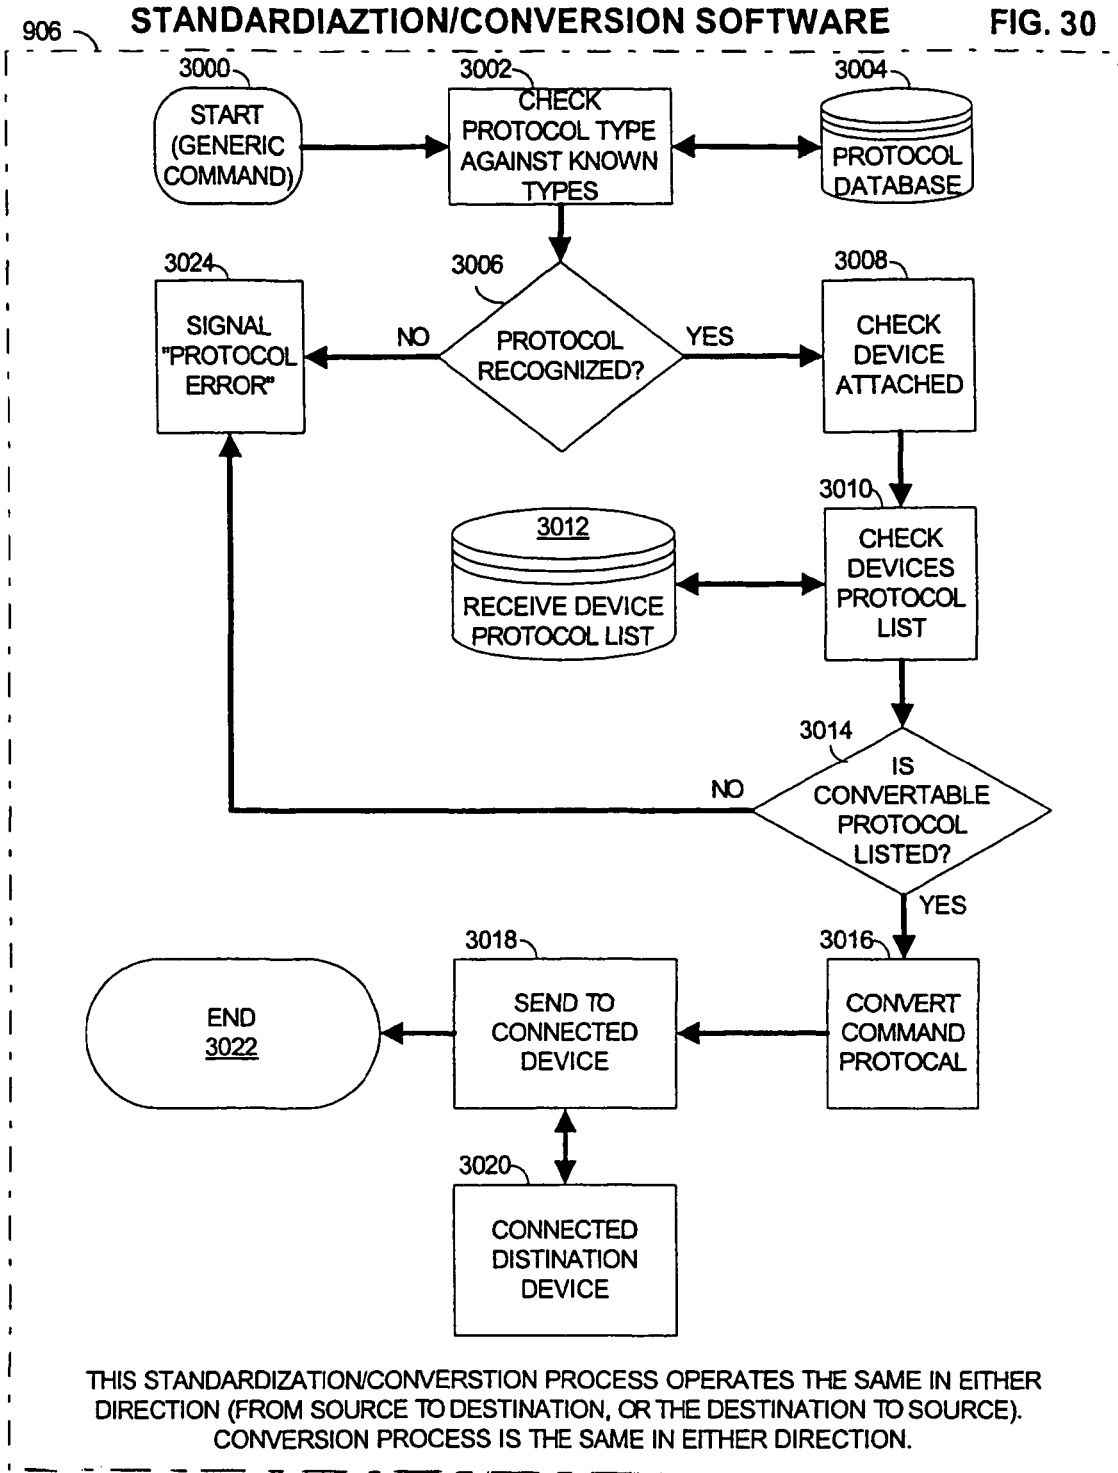 STANDARDIAZTION/CONVERSION SOFTWARE
FIG. 30
906
3000
START
(GENERIC
COMMAND)
3002
CHECK
PROTOCOL TYPE
AGAINST KNOWN
TYPES
3004
PROTOCOL
DATABASE
3024
SIGNAL
"PROTOCOL
ERROR"
NO
3006
PROTOCOL
RECOGNIZED?
YES
3008
CHECK
DEVICE
ATTACHED
3012
RECEIVE DEVICE
PROTOCOL LIST
3010
CHECK
DEVICES
PROTOCOL
LIST
3014
IS
CONVERTABLE
PROTOCOL
LISTED?
NO
YES
END
3022
3018
SEND TO
CONNECTED
DEVICE
3016
CONVERT
COMMAND
PROTOCAL
3020
CONNECTED
DISTINATION
DEVICE
THIS STANDARDIZATION/CONVERSTION PROCESS OPERATES THE SAME IN EITHER
DIRECTION (FROM SOURCE TO DESTINATION, OR THE DESTINATION TO SOURCE).
CONVERSION PROCESS IS THE SAME IN EITHER DIRECTION.